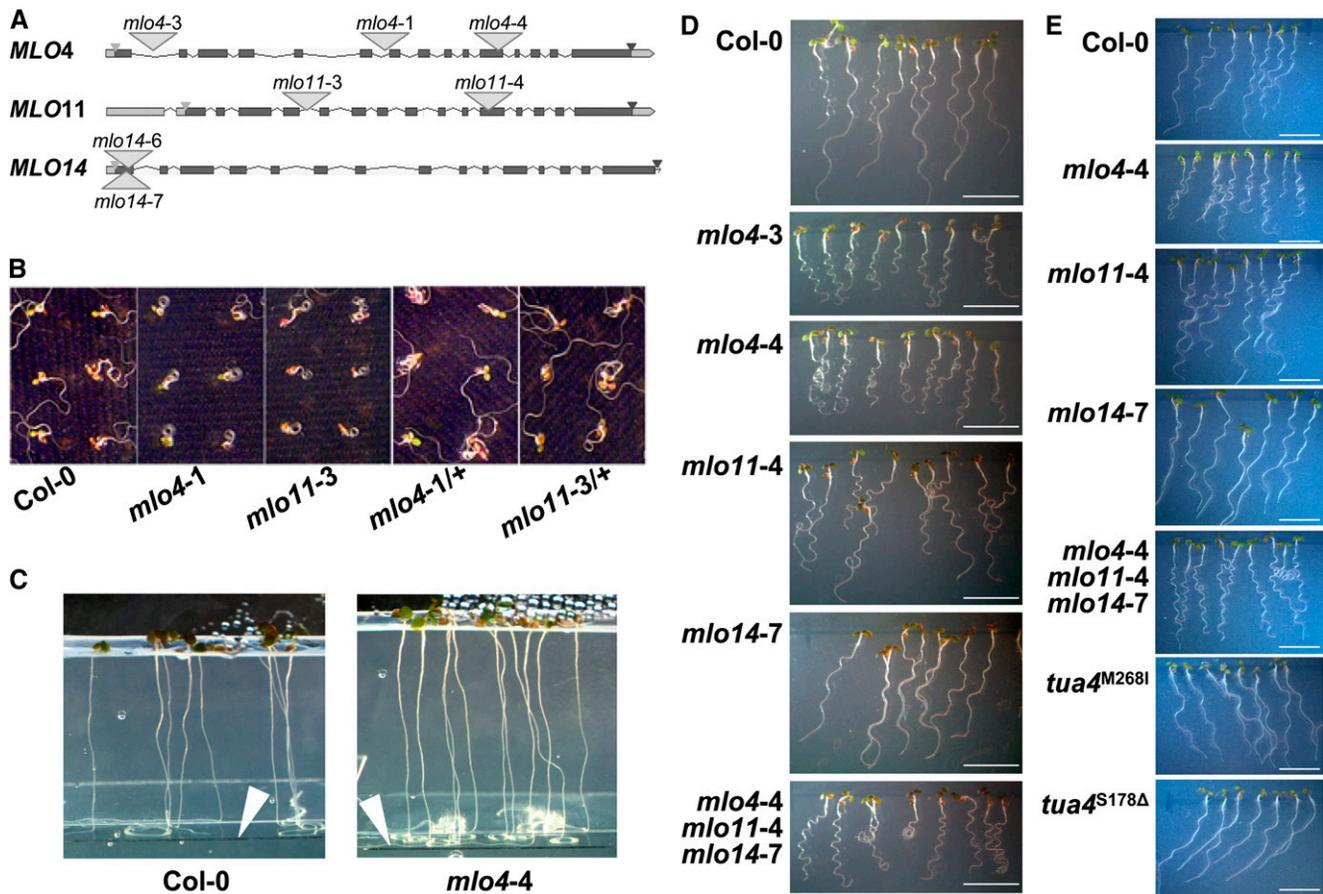 A
mlo4-3
mlo4-1
mlo4-4
MLO4
mlo11-3
mlo11-4
MLO11
mlo14-6
MLO14
mlo14-7
B
Col-0
mlo4-1
mlo11-3
mlo4-1/+
mlo11-3/+
C
Col-0
mlo4-4
D
Col-0
mlo4-3
mlo4-4
mlo11-4
mlo14-7
mlo4-4
mlo11-4
mlo14-7
E
Col-0
mlo4-4
mlo11-4
mlo14-7
mlo4-4
mlo11-4
mlo14-7
tua4M268I
tua4S178Δ